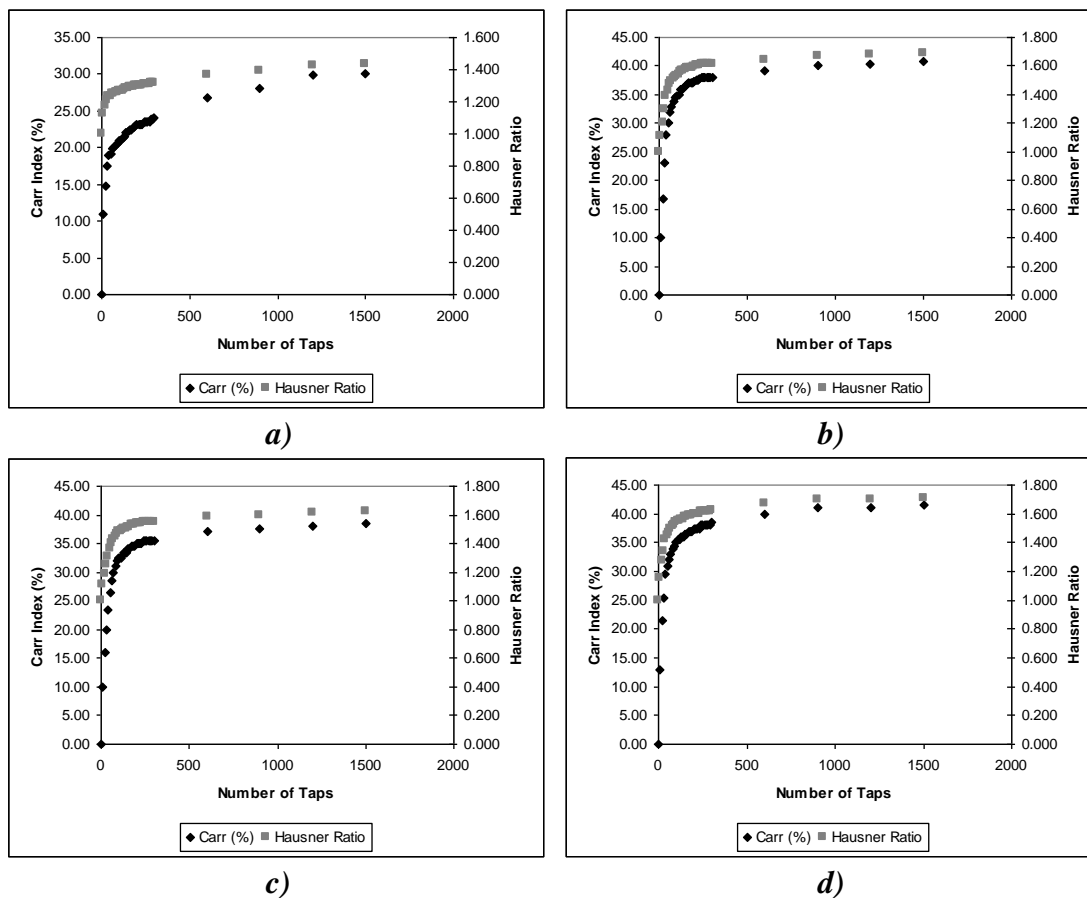 35.00 1.600
30.00 1.400
25.00 1.200
20.00 1.000
15.00 0.800
10.00 0.600
5.00 0.400
0.00 0.200
0.000
Carr Index (%)
Hausner Ratio
0 500 1000 1500 2000
Number of Taps
Carr (%) Hausner Ratio
a)
45.00 1.800
40.00 1.600
35.00 1.400
30.00 1.200
25.00 1.000
20.00 0.800
15.00 0.600
10.00 0.400
5.00 0.200
0.00 0.000
Carr Index (%)
Hausner Ratio
0 500 1000 1500 2000
Number of Taps
Carr (%) Hausner Ratio
b)
45.00 1.800
40.00 1.600
35.00 1.400
30.00 1.200
25.00 1.000
20.00 0.800
15.00 0.600
10.00 0.400
5.00 0.200
0.00 0.000
Carr Index (%)
Hausner Ratio
0 500 1000 1500 2000
Number of Taps
Carr (%) Hausner Ratio
c)
45.00 1.800
40.00 1.600
35.00 1.400
30.00 1.200
25.00 1.000
20.00 0.800
15.00 0.600
10.00 0.400
5.00 0.200
0.00 0.000
Carr Index (%)
Hausner Ratio
0 500 1000 1500 2000
Number of Taps
Carr (%) Hausner Ratio
d)